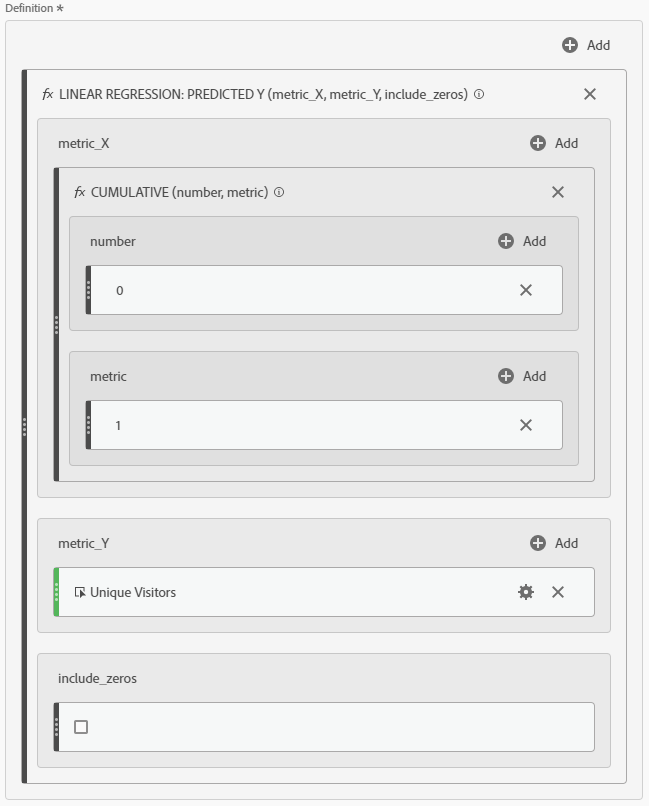 Definition *
Add
fx LINEAR REGRESSION: PREDICTED Y (metric_X, metric_Y, include_zeros)
metric_X
Add
fx CUMULATIVE (number, metric)
number
Add
0
metric
Add
1
metric_Y
Add
Unique Visitors
include_zeros